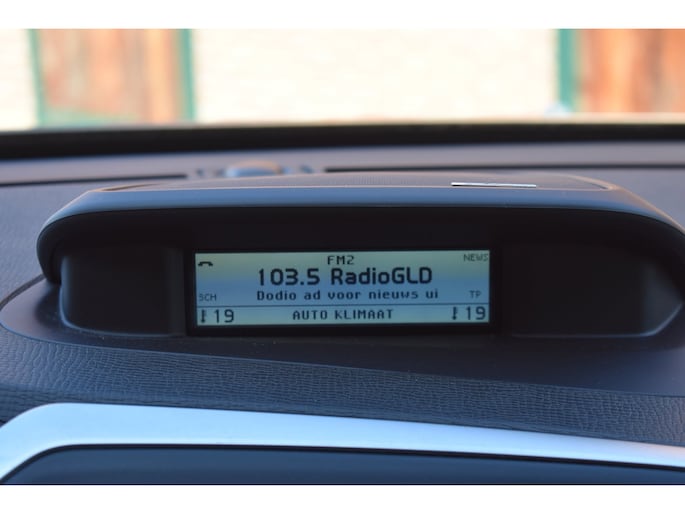 FM2 NEWS
103.5 RadioGLD
SCH Dodio ad voor nieuws ui TP
19 AUTO KLIMAAT 19